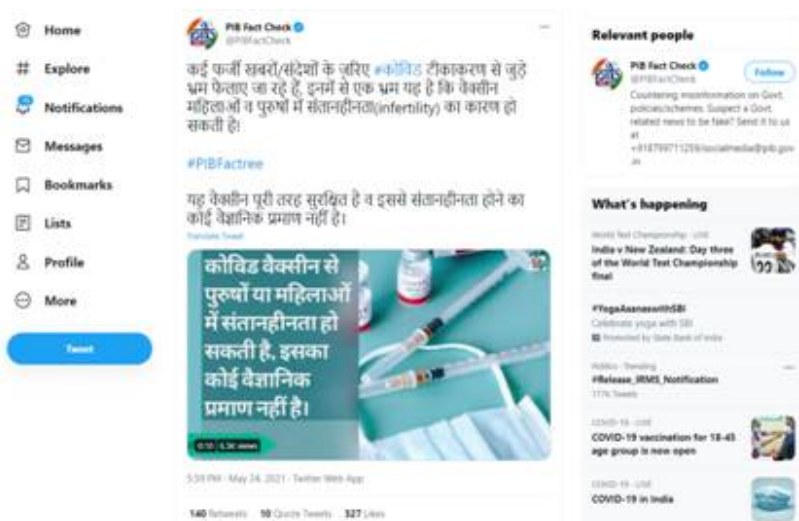 Home
Explore
Notifications
Messages
Bookmarks
Lists
Profile
More
Tweet
PIB Fact Check
@PIBFactCheck
कई फर्जी खबरों/संदेशों के ज़रिए #कोविड टीकाकरण से जुड़े
भ्रम फैलाए जा रहे हैं, इनमें से एक भ्रम यह है कि वैक्सीन
महिलाओं व पुरुषों में संतानहीनता(infertility) का कारण हो
सकती है!
#PIBFactree
यह वैक्सीन पूरी तरह सुरक्षित है व इससे संतानहीनता होने का
कोई वैज्ञानिक प्रमाण नहीं है।
Translate Tweet
कोविड वैक्सीन से
पुरुषों या महिलाओं
में संतानहीनता हो
सकती है, इसका
कोई वैज्ञानिक
प्रमाण नहीं है।
0:10 6.3K views
5:59 PM · May 24, 2021 · Twitter Web App
140 Retweets 10 Quote Tweets 327 Likes
Relevant people
PIB Fact Check
@PIBFactCheck
Follow
Countering misinformation on Govt.
policies/schemes. Suspect a Govt.
related news to be fake? Send it to us
at
What's happening
World Test Championship · LIVE
India v New Zealand: Day three
of the World Test Championship
final
#YogaAsanaswithSBI
Celebrate yoga with SBI
Promoted by State Bank of India
Politics · Trending
#Release_IRMS_Notification
Tweets
COVID-19 · LIVE
COVID-19 vaccination for 18-45
age group is now open
COVID-19 · LIVE
COVID-19 in India